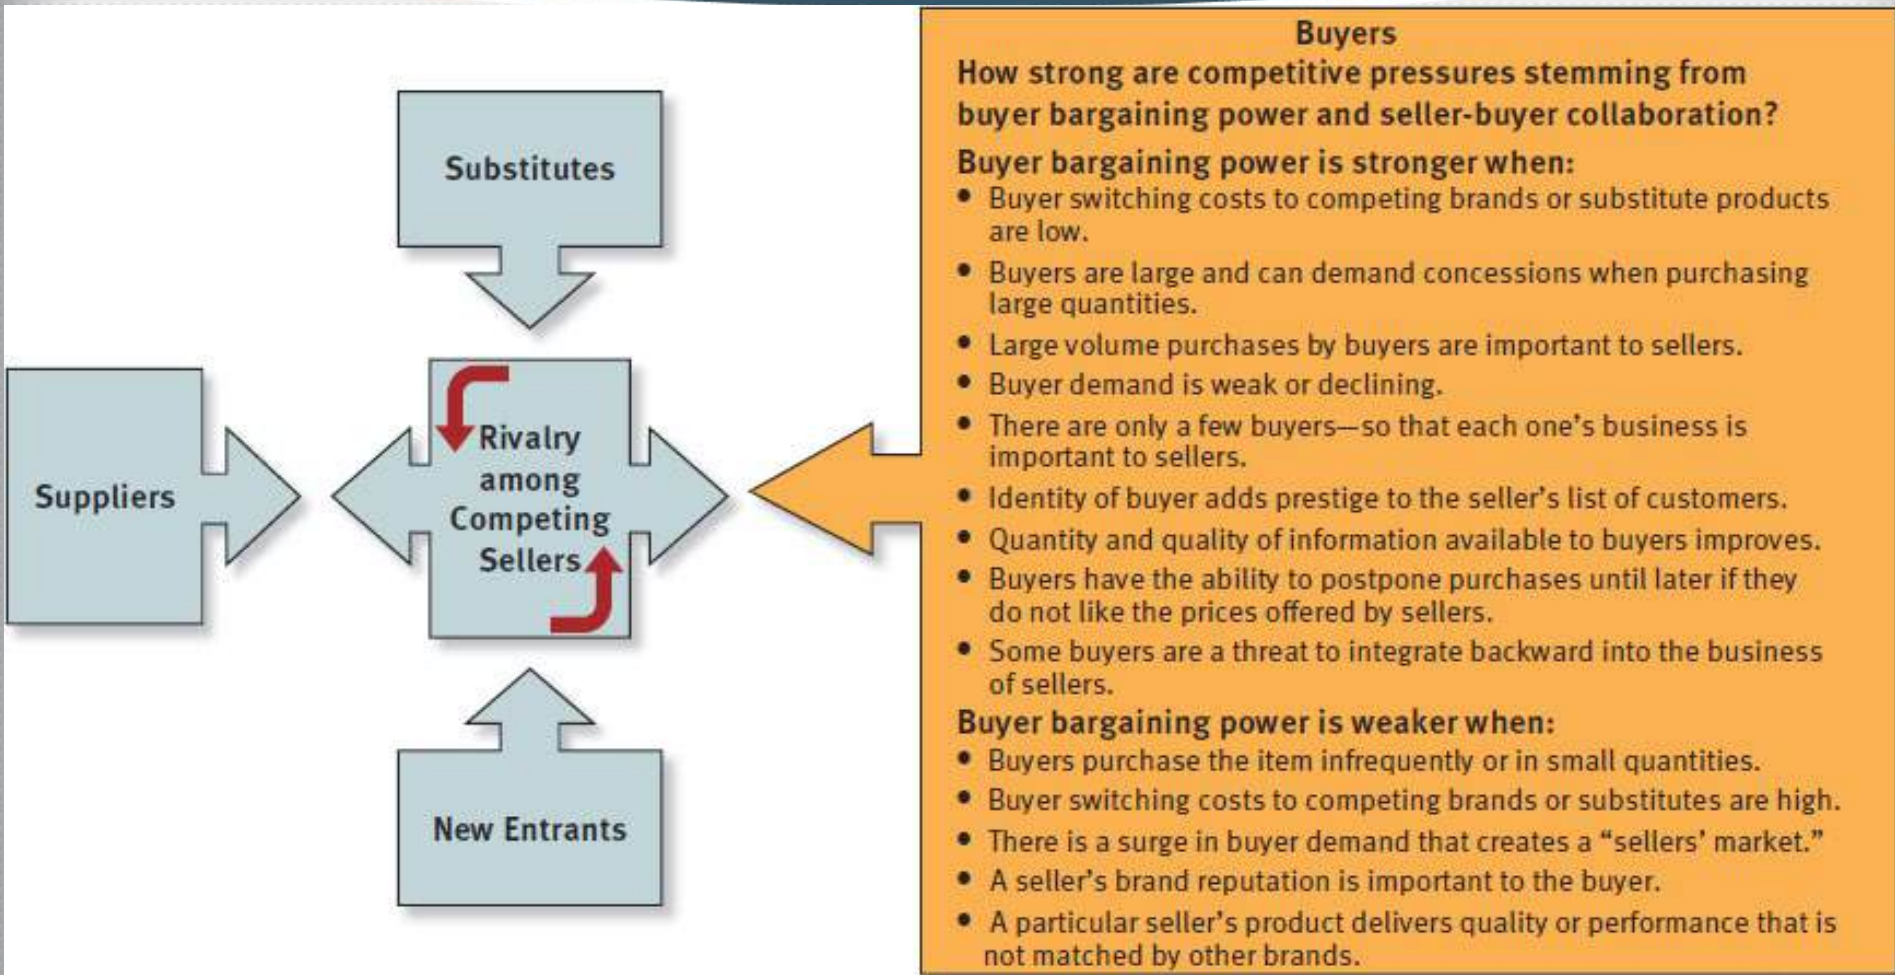 Substitutes
Suppliers
Rivalry
among
Competing
Sellers
New Entrants
Buyers
How strong are competitive pressures stemming from
buyer bargaining power and seller-buyer collaboration?
Buyer bargaining power is stronger when:
• Buyer switching costs to competing brands or substitute products
are low.
• Buyers are large and can demand concessions when purchasing
large quantities.
• Large volume purchases by buyers are important to sellers.
• Buyer demand is weak or declining.
• There are only a few buyers—so that each one’s business is
important to sellers.
• Identity of buyer adds prestige to the seller’s list of customers.
• Quantity and quality of information available to buyers improves.
• Buyers have the ability to postpone purchases until later if they
do not like the prices offered by sellers.
• Some buyers are a threat to integrate backward into the business
of sellers.
Buyer bargaining power is weaker when:
• Buyers purchase the item infrequently or in small quantities.
• Buyer switching costs to competing brands or substitutes are high.
• There is a surge in buyer demand that creates a “sellers’ market.”
• A seller’s brand reputation is important to the buyer.
• A particular seller’s product delivers quality or performance that is
not matched by other brands.